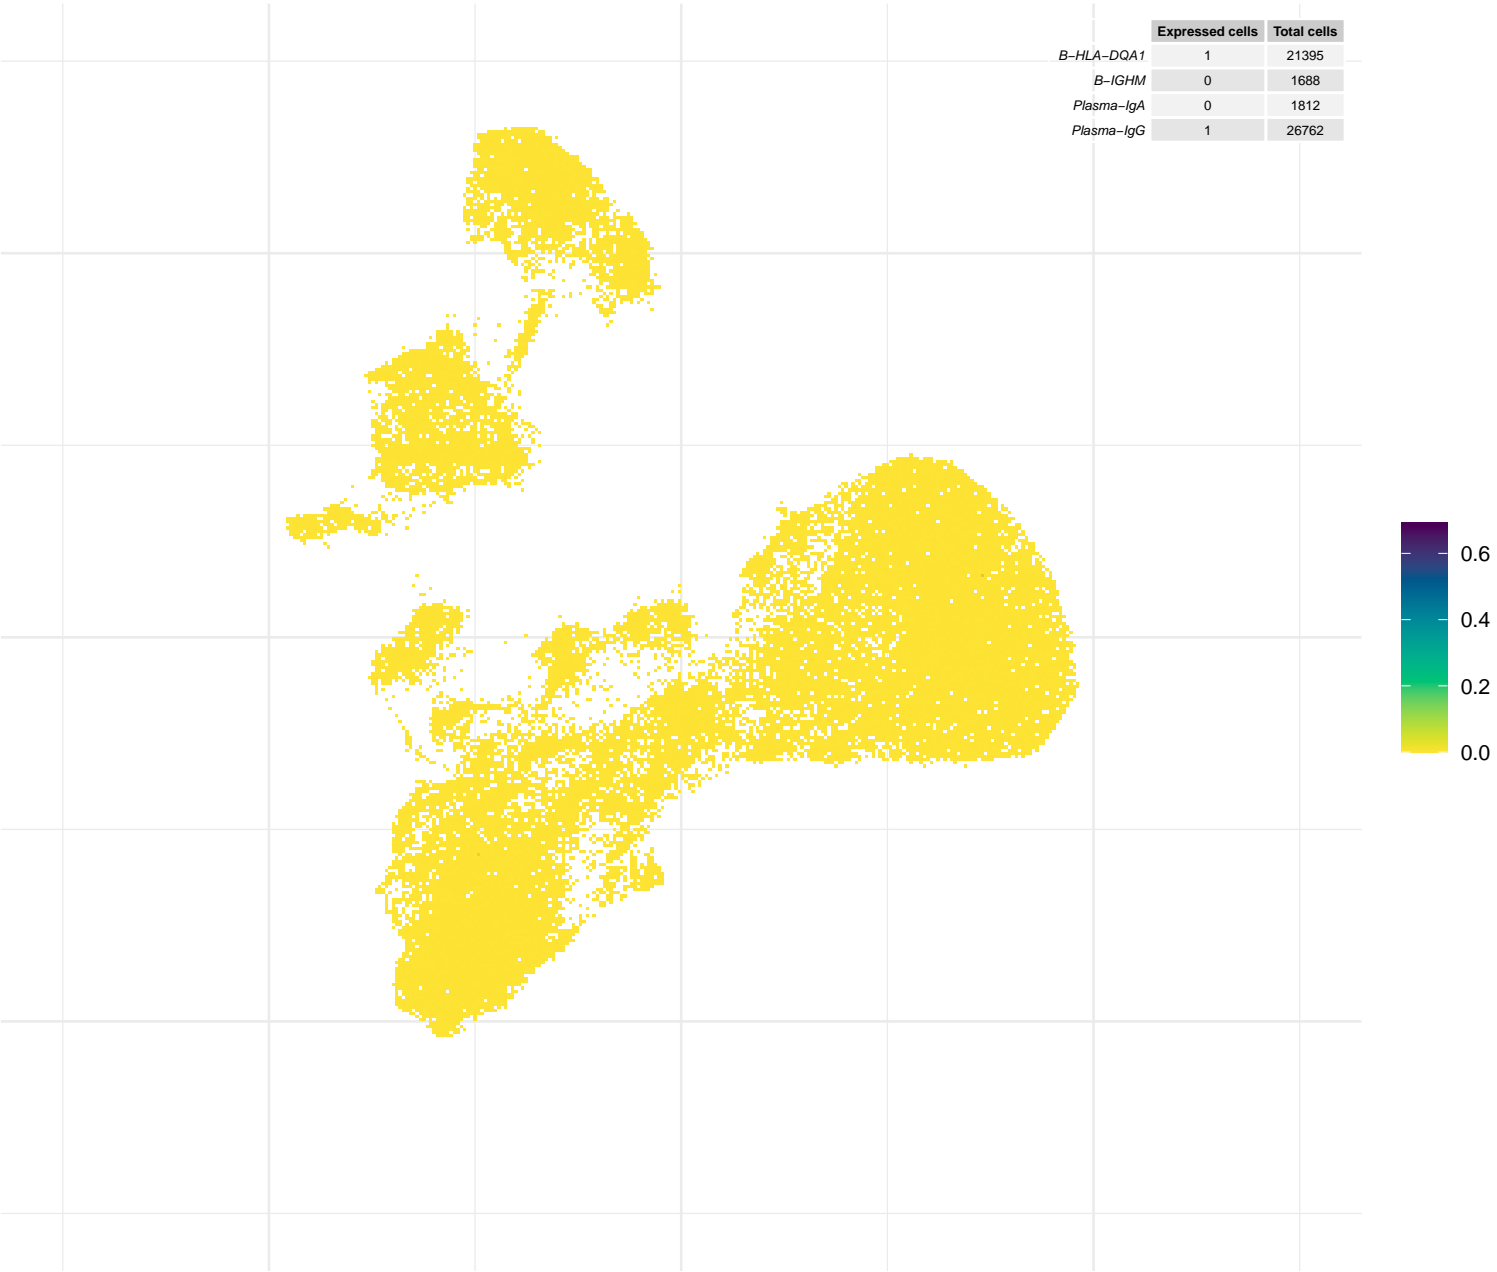 Expressed cells Total cells
B−HLA−DQA1 1 21395
B−IGHM 0 1688
Plasma−IgA 0 1812
Plasma−IgG 1 26762
0.6
0.4
0.2
0.0